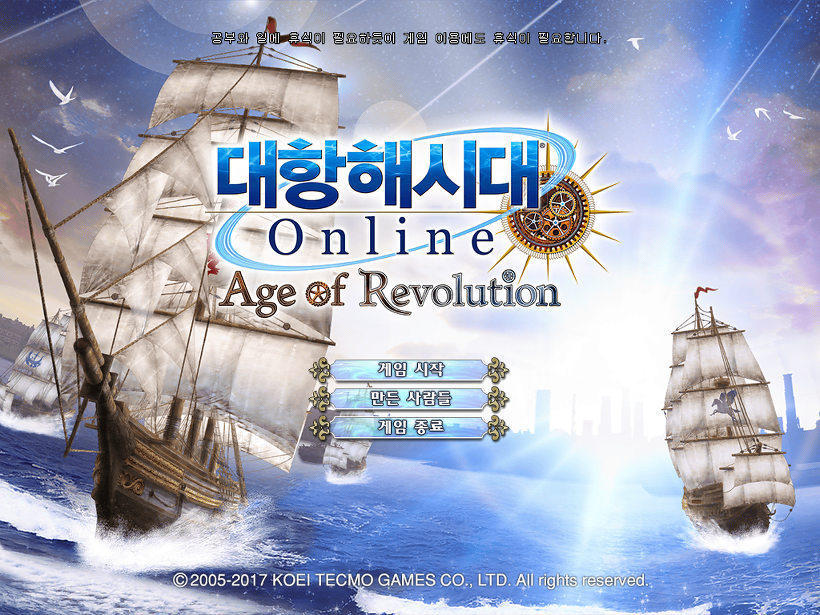 공부와 일에 휴식이 필요하듯이 게임 이용에도 휴식이 필요합니다.
대항해시대
Online
Age of Revolution
게임 시작
만든 사람들
게임 종료
©2005-2017 KOEI TECMO GAMES CO., LTD. All rights reserved.